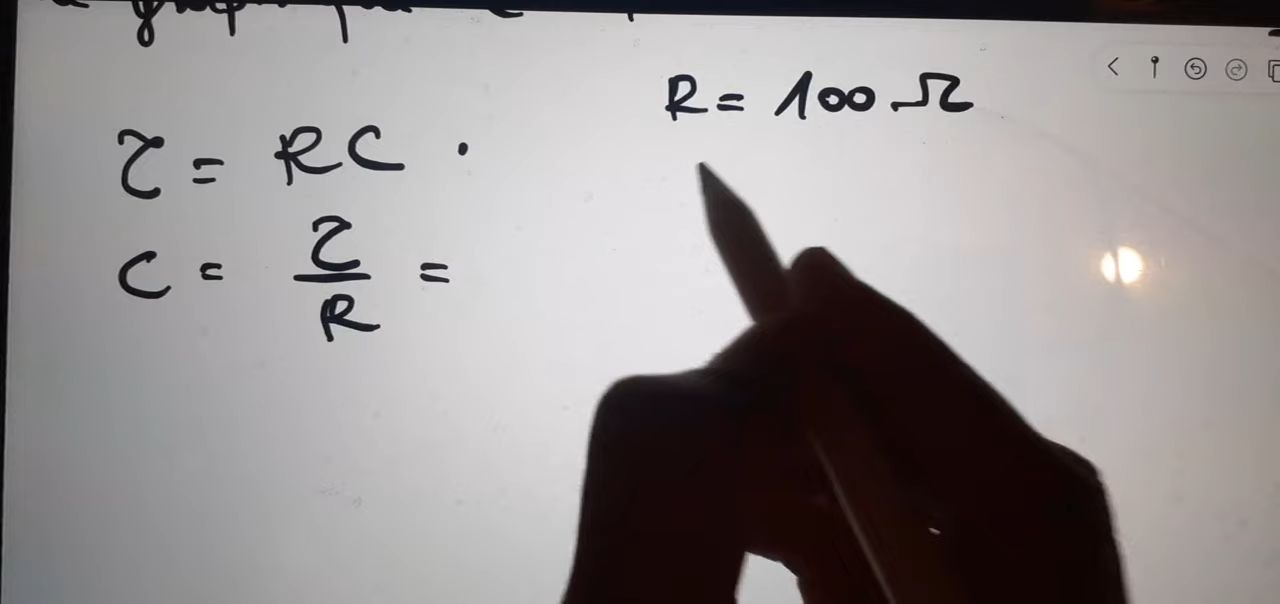 R = 100 Ω
τ = RC .
C = τ/R =